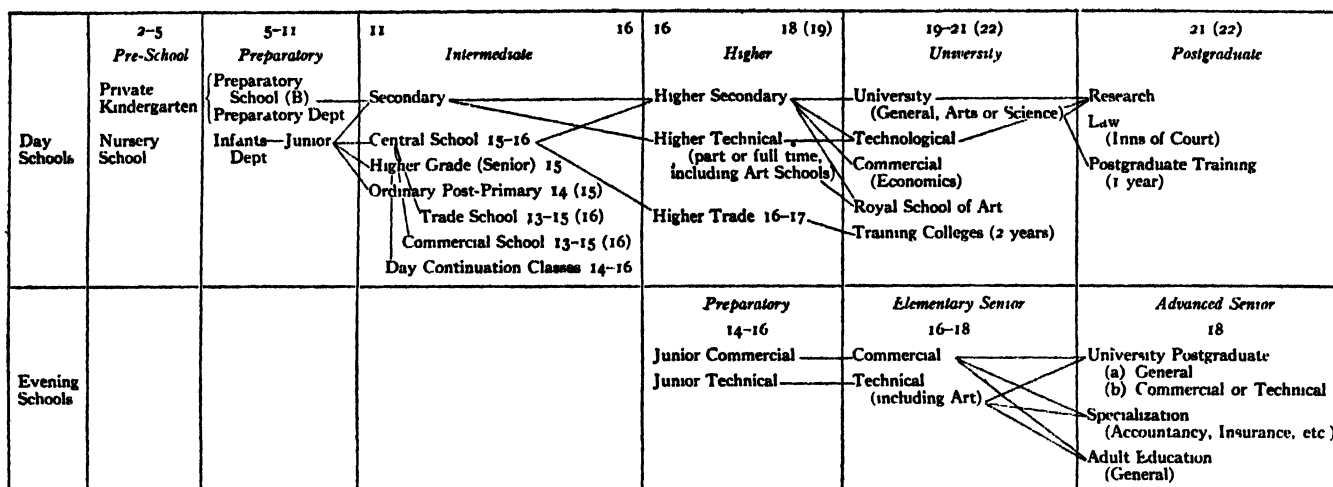 2–5
Pre-School
5–11
Preparatory
11 16
Intermediate
16 18 (19)
Higher
19–21 (22)
University
21 (22)
Postgraduate
Day
Schools
Private
Kindergarten
Nursery
School
Preparatory
School (B)
Preparatory Dept
Infants—Junior
Dept
Secondary
Central School 15–16
Higher Grade (Senior) 15
Ordinary Post-Primary 14 (15)
Trade School 13–15 (16)
Commercial School 13–15 (16)
Day Continuation Classes 14–16
Higher Secondary
Higher Technical
(part or full time,
including Art Schools)
Higher Trade 16–17
University
(General, Arts or Science)
Technological
Commercial
(Economics)
Royal School of Art
Training Colleges (2 years)
Research
Law
(Inns of Court)
Postgraduate Training
(1 year)
Evening
Schools
Preparatory
14–16
Junior Commercial
Junior Technical
Elementary Senior
16–18
Commercial
Technical
(including Art)
Advanced Senior
18
University Postgraduate
(a) General
(b) Commercial or Technical
Specialization
(Accountancy, Insurance, etc )
Adult Education
(General)